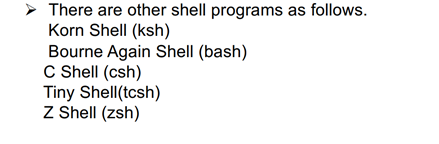 ➢ There are other shell programs as follows.
Korn Shell (ksh)
Bourne Again Shell (bash)
C Shell (csh)
Tiny Shell(tcsh)
Z Shell (zsh)